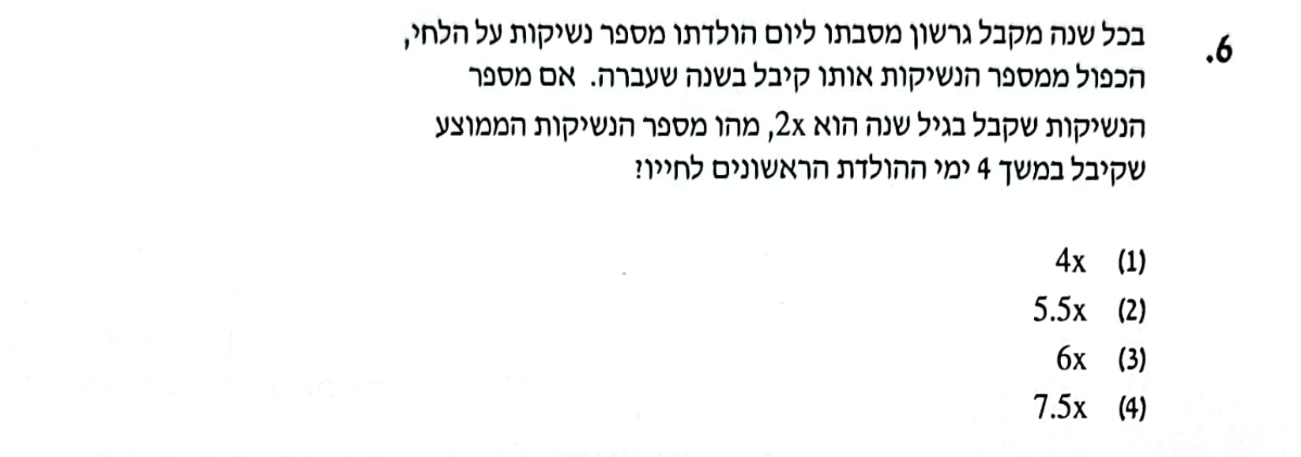 6. בכל שנה מקבל גרשון מסבתו ליום הולדתו מספר נשיקות על הלחי,
הכפול ממספר הנשיקות אותו קיבל בשנה שעברה. אם מספר
הנשיקות שקבל בגיל שנה הוא 2x, מהו מספר הנשיקות הממוצע
שקיבל במשך 4 ימי ההולדת הראשונים לחייו?
(1) 4x
(2) 5.5x
(3) 6x
(4) 7.5x